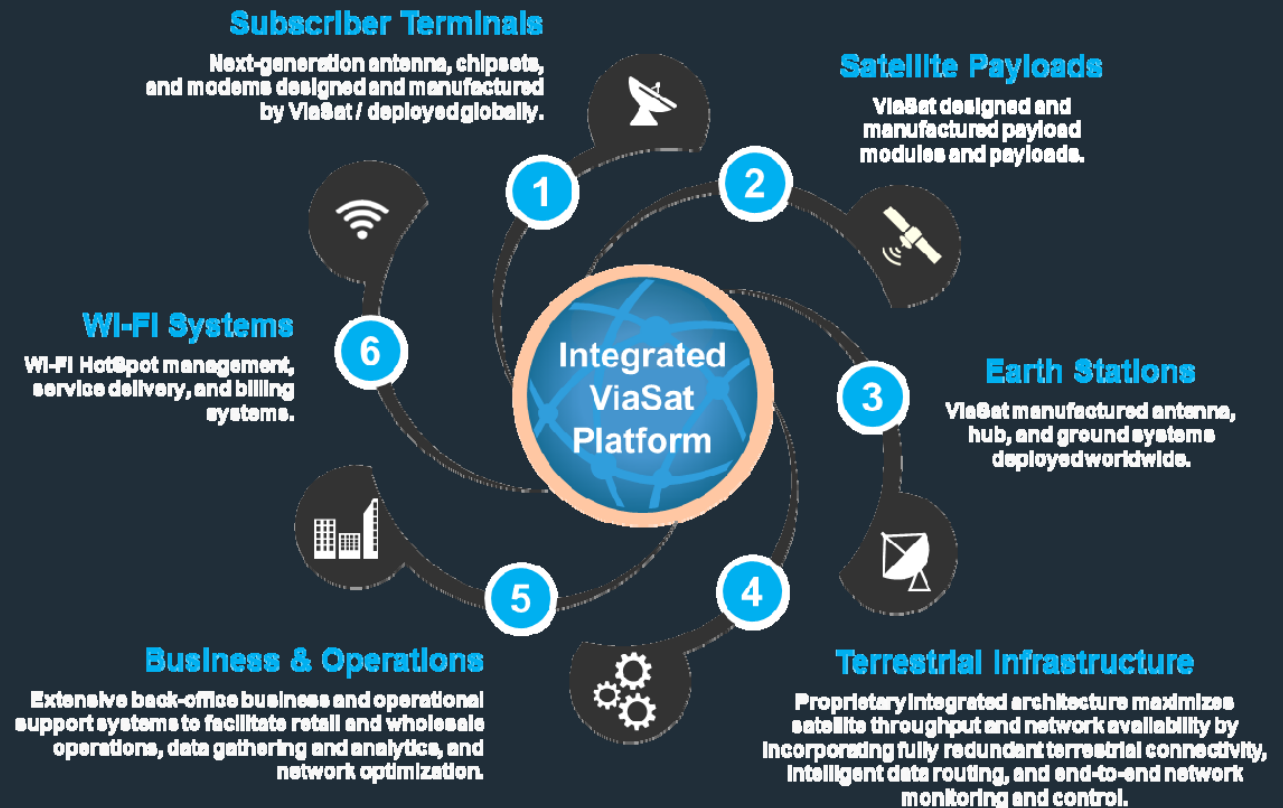 Subscriber Terminals
Next-generation antenna, chipsets,
and modems designed and manufactured
by ViaSat / deployed globally.
1
Satellite Payloads
ViaSat designed and
manufactured payload
modules and payloads.
2
Earth Stations
ViaSat manufactured antenna,
hub, and ground systems
deployed worldwide.
3
Terrestrial Infrastructure
Proprietary integrated architecture maximizes
satellite throughput and network availability by
incorporating fully redundant terrestrial connectivity,
intelligent data routing, and end-to-end network
monitoring and control.
4
Business & Operations
Extensive back-office business and operational
support systems to facilitate retail and wholesale
operations, data gathering and analytics, and
network optimization.
5
Wi-Fi Systems
Wi-Fi HotSpot management,
service delivery, and billing
systems.
6
Integrated
ViaSat
Platform